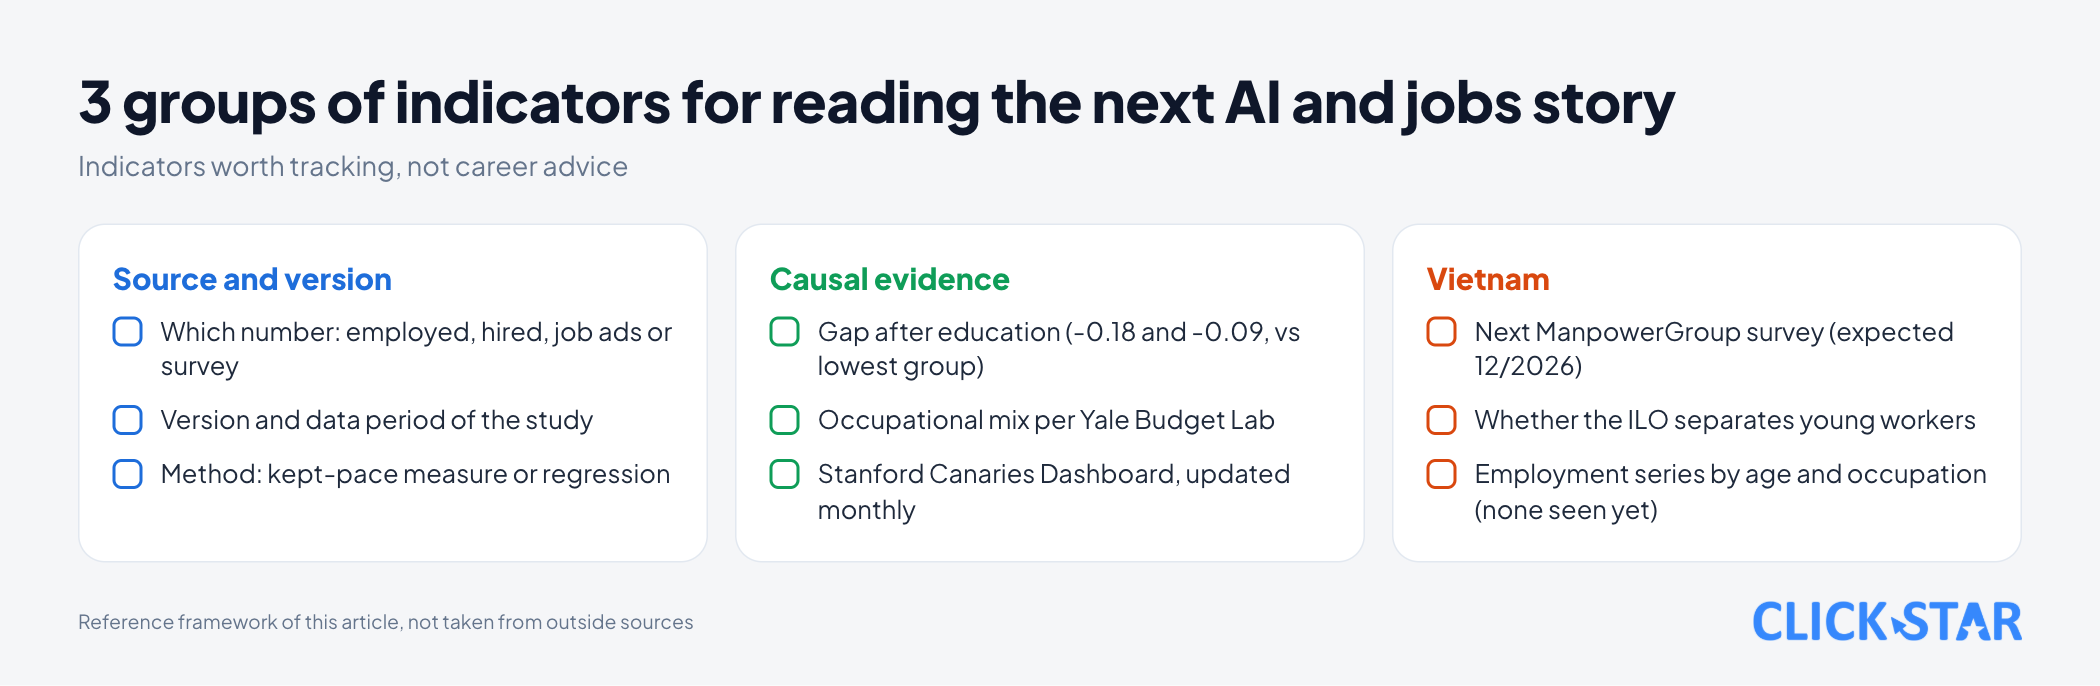 3 groups of indicators for reading the next AI and jobs story
Indicators worth tracking, not career advice
Source and version
Which number: employed, hired, job ads or
survey
Version and data period of the study
Method: kept-pace measure or regression
Causal evidence
Gap after education (-0.18 and -0.09, vs
lowest group)
Occupational mix per Yale Budget Lab
Stanford Canaries Dashboard, updated
monthly
Vietnam
Next ManpowerGroup survey (expected
12/2026)
Whether the ILO separates young workers
Employment series by age and occupation
(none seen yet)
Reference framework of this article, not taken from outside sources
CLICK STAR